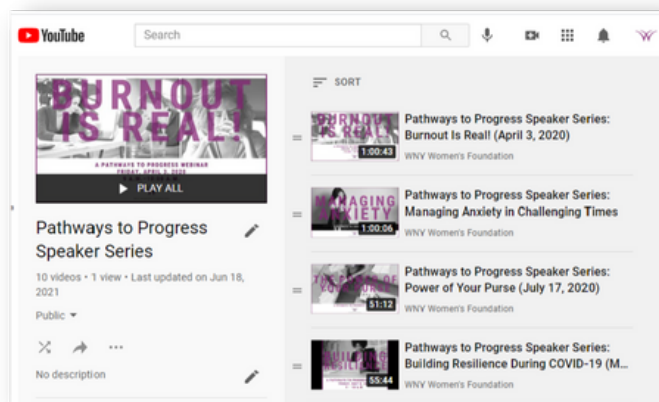 YouTube
Search
BURNOUT
IS REAL!
A PATHWAYS TO PROGRESS WEBINAR
FRIDAY, APRIL 3, 2020
PLAY ALL
Pathways to Progress
Speaker Series
10 videos • 1 view • Last updated on Jun 18,
2021
Public
No description
SORT
BURNOUT
IS REAL!
1:00:43
Pathways to Progress Speaker Series:
Burnout Is Real! (April 3, 2020)
WNY Women's Foundation
MANAGING
ANXIETY
1:00:06
Pathways to Progress Speaker Series:
Managing Anxiety in Challenging Times
WNY Women's Foundation
THE POWER OF
YOUR PURSE
51:12
Pathways to Progress Speaker Series:
Power of Your Purse (July 17, 2020)
WNY Women's Foundation
BUILDING
RESILIENCE
55:44
Pathways to Progress Speaker Series:
Building Resilience During COVID-19 (M...
WNY Women's Foundation